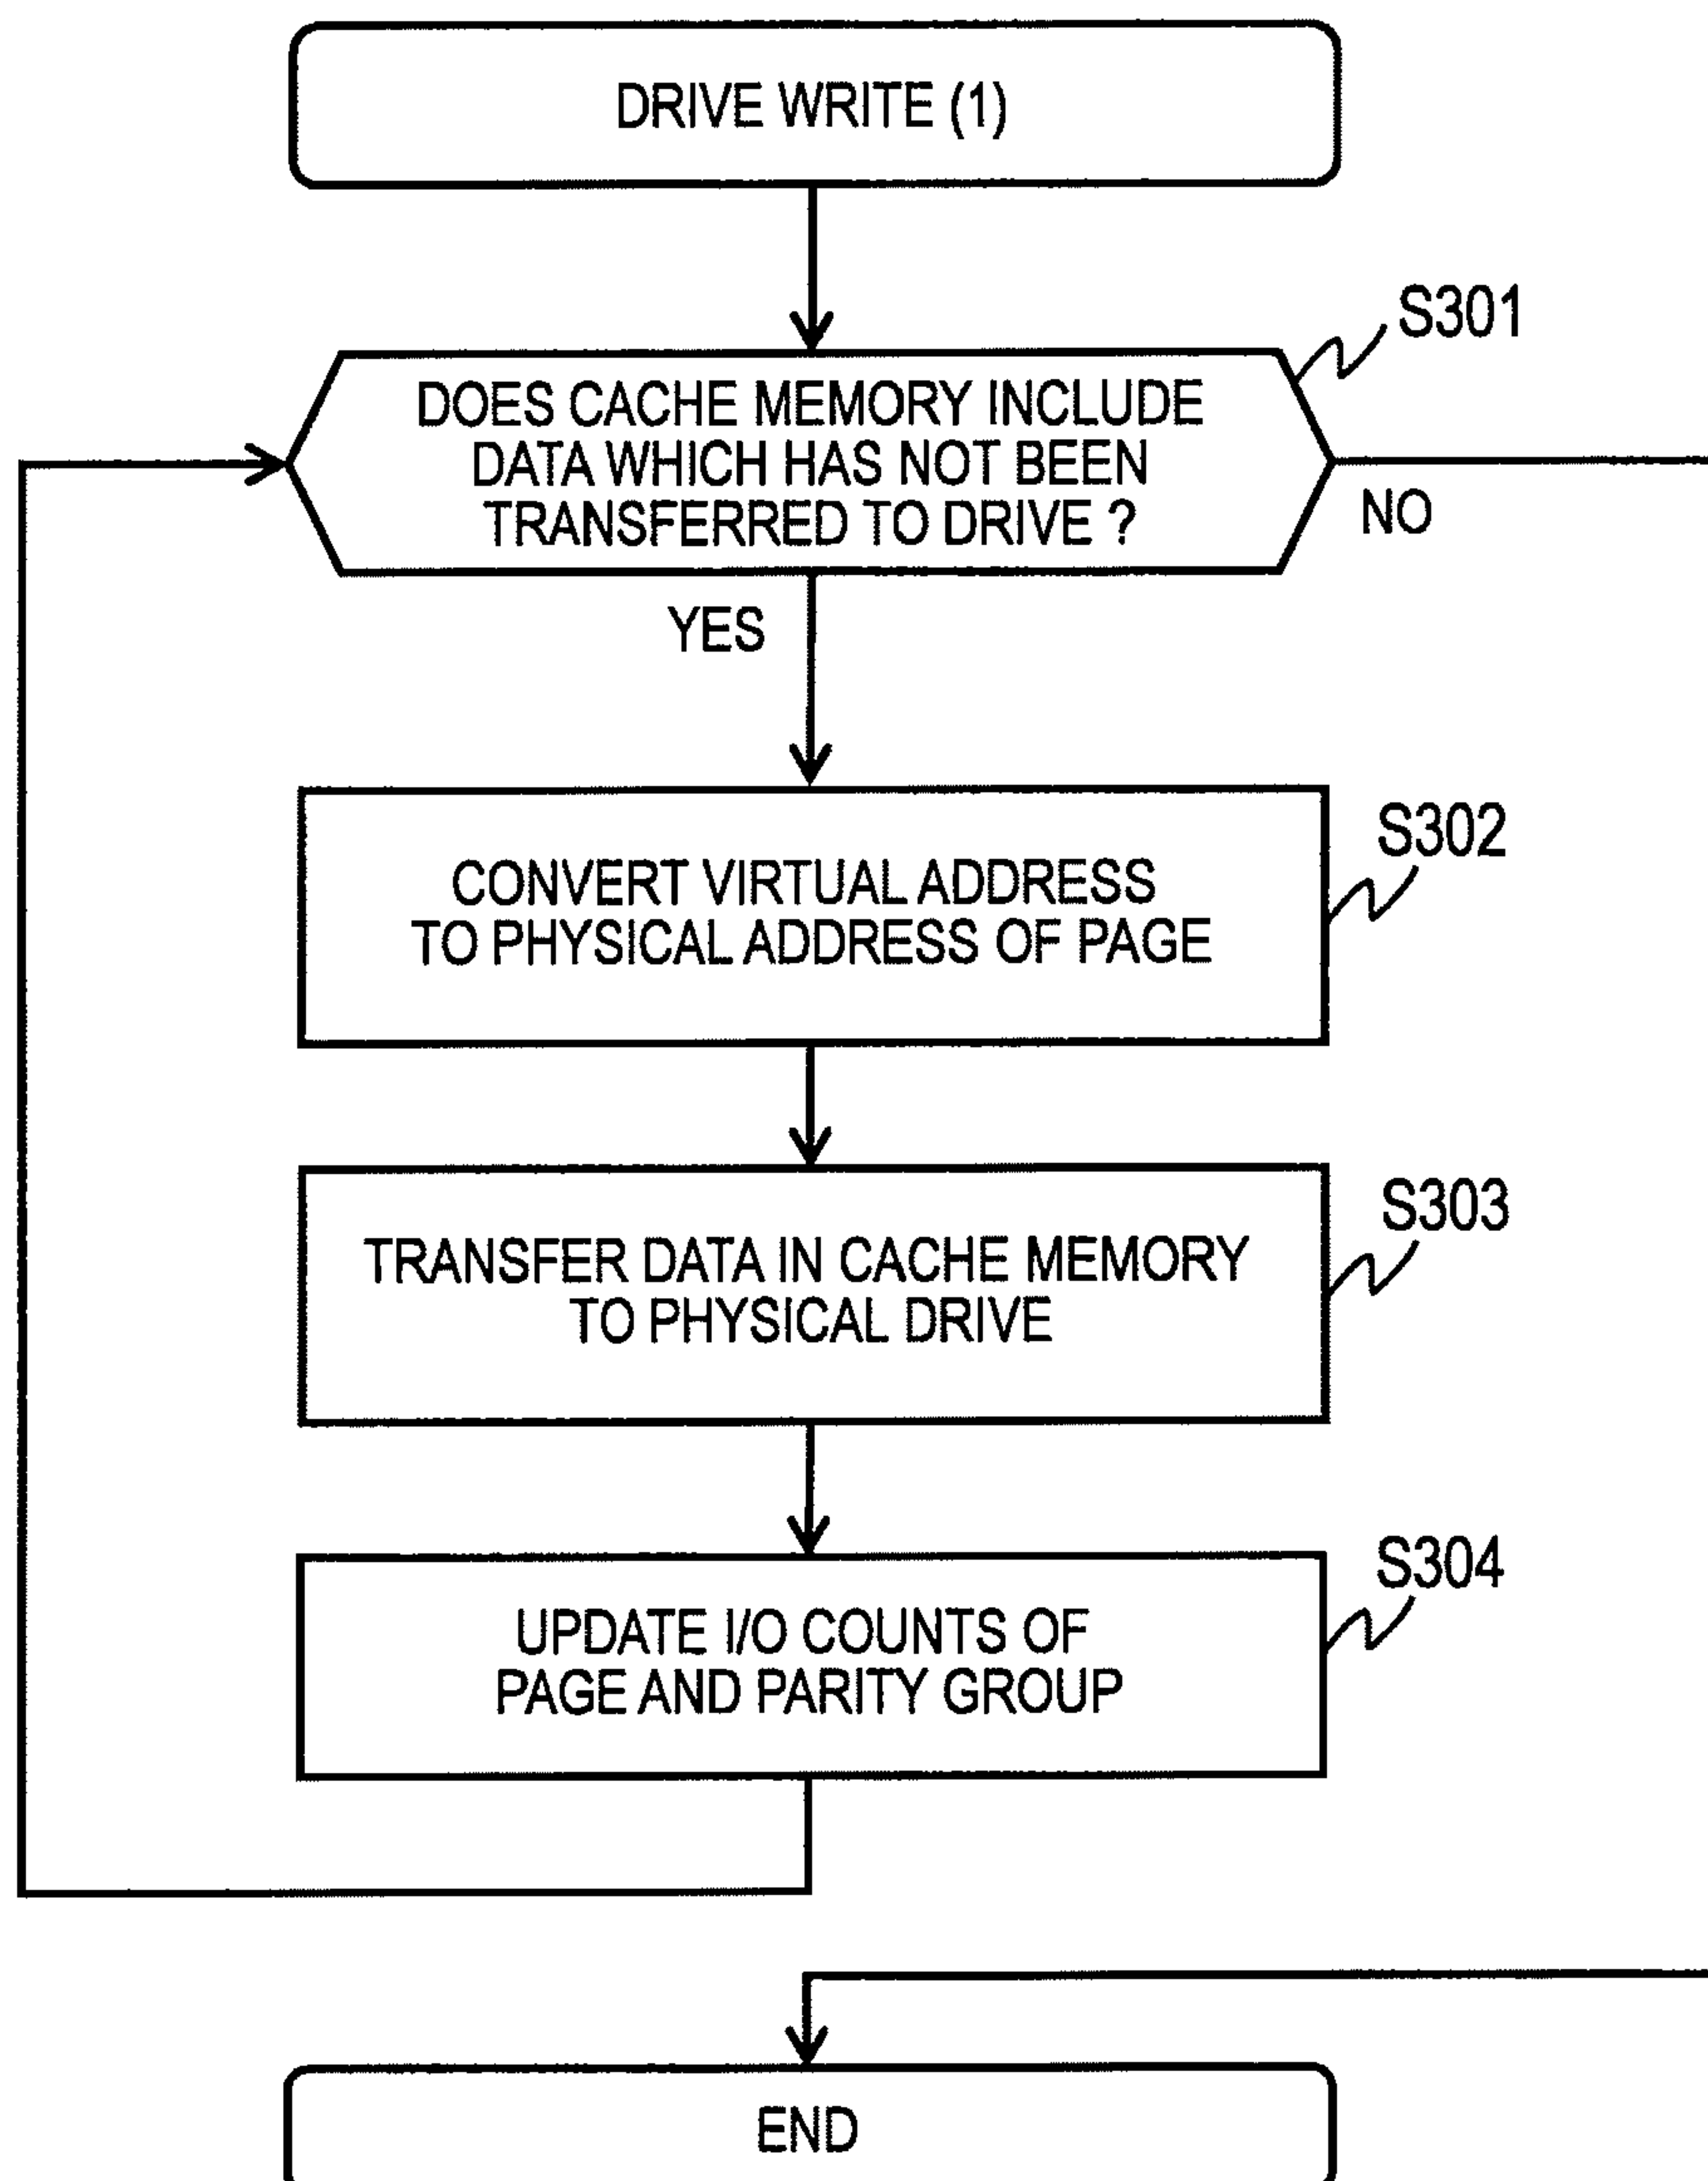 DRIVE WRITE (1)
S301
DOES CACHE MEMORY INCLUDE
DATA WHICH HAS NOT BEEN
TRANSFERRED TO DRIVE ?
NO
YES
S302
CONVERT VIRTUAL ADDRESS
TO PHYSICAL ADDRESS OF PAGE
S303
TRANSFER DATA IN CACHE MEMORY
TO PHYSICAL DRIVE
S304
UPDATE I/O COUNTS OF
PAGE AND PARITY GROUP
END